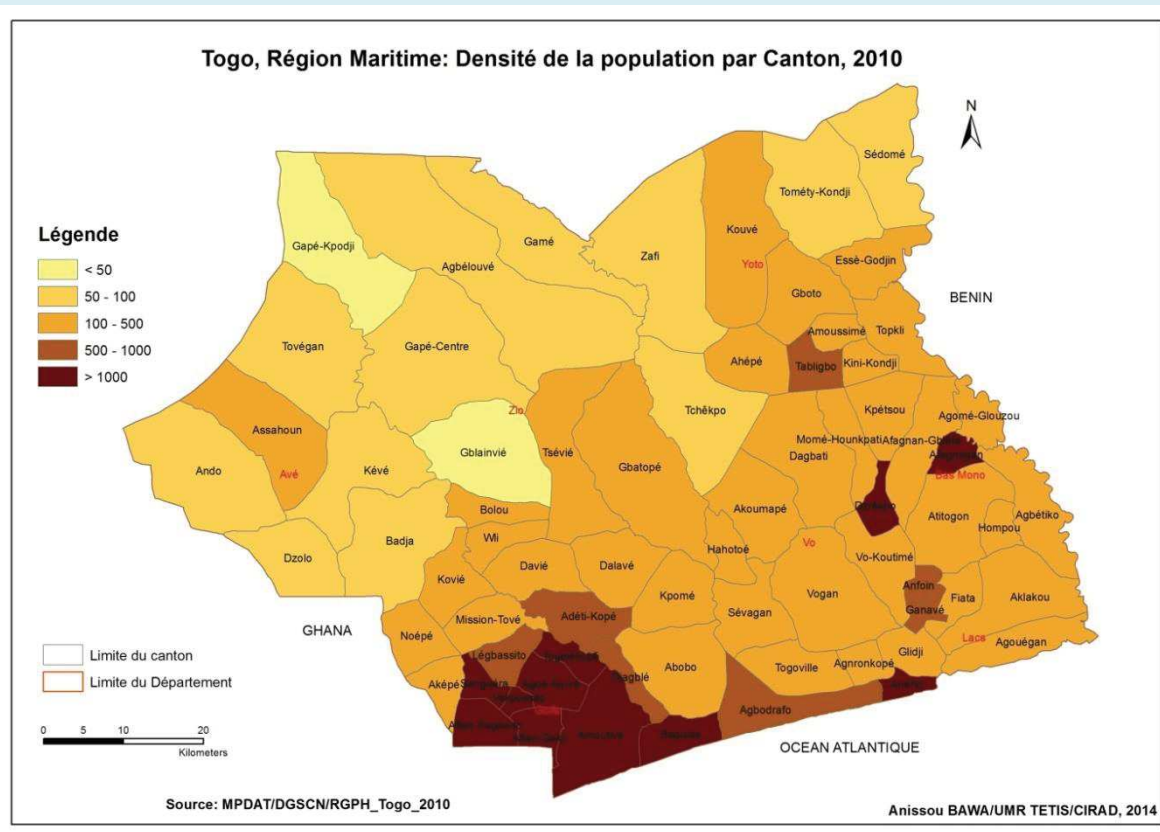 Togo, Région Maritime: Densité de la population par Canton, 2010
N
Sédomé
Tométy-Kondji
Kouvé
Légende
Gapé-Kpodji
Gamé
Zafi
Essè-Godjin
Agbélouvé
Yoto
< 50
50 - 100
100 - 500
500 - 1000
> 1000
Gboto
BENIN
Amoussimé
Topkli
Tovégan
Gapé-Centre
Ahépé
Tabligbo
Kini-Kondji
Tchêkpo
Zio
Kpétsou
Agomé-Glouzou
Assahoun
Momé-Hounkpati
Gblainvié
Tsévié
Dagbati
Ando
Avé
Kévé
Gbatopé
Bas Mono
Akoumapé
Bolou
Atitogon
Agbétiko
Hompou
Wli
Badja
Vo
Hahotoé
Vo-Koutimé
Dzolo
Davié
Dalavé
Kovié
Anfoin
Kpomé
Vogan
Fiata
Aklakou
Sévagan
Ganavé
Mission-Tové
Adéti-Kopé
GHANA
Noépé
Lacs
Agouégan
Glidji
Légbassito
Limite du canton
Abobo
Togoville
Agnronkopé
Limite du Département
Aképé
Agbodrafo
0 5 10 20
Kilometers
OCEAN ATLANTIQUE
Source: MPDAT/DGSCN/RGPH_Togo_2010
Anissou BAWA/UMR TETIS/CIRAD, 2014